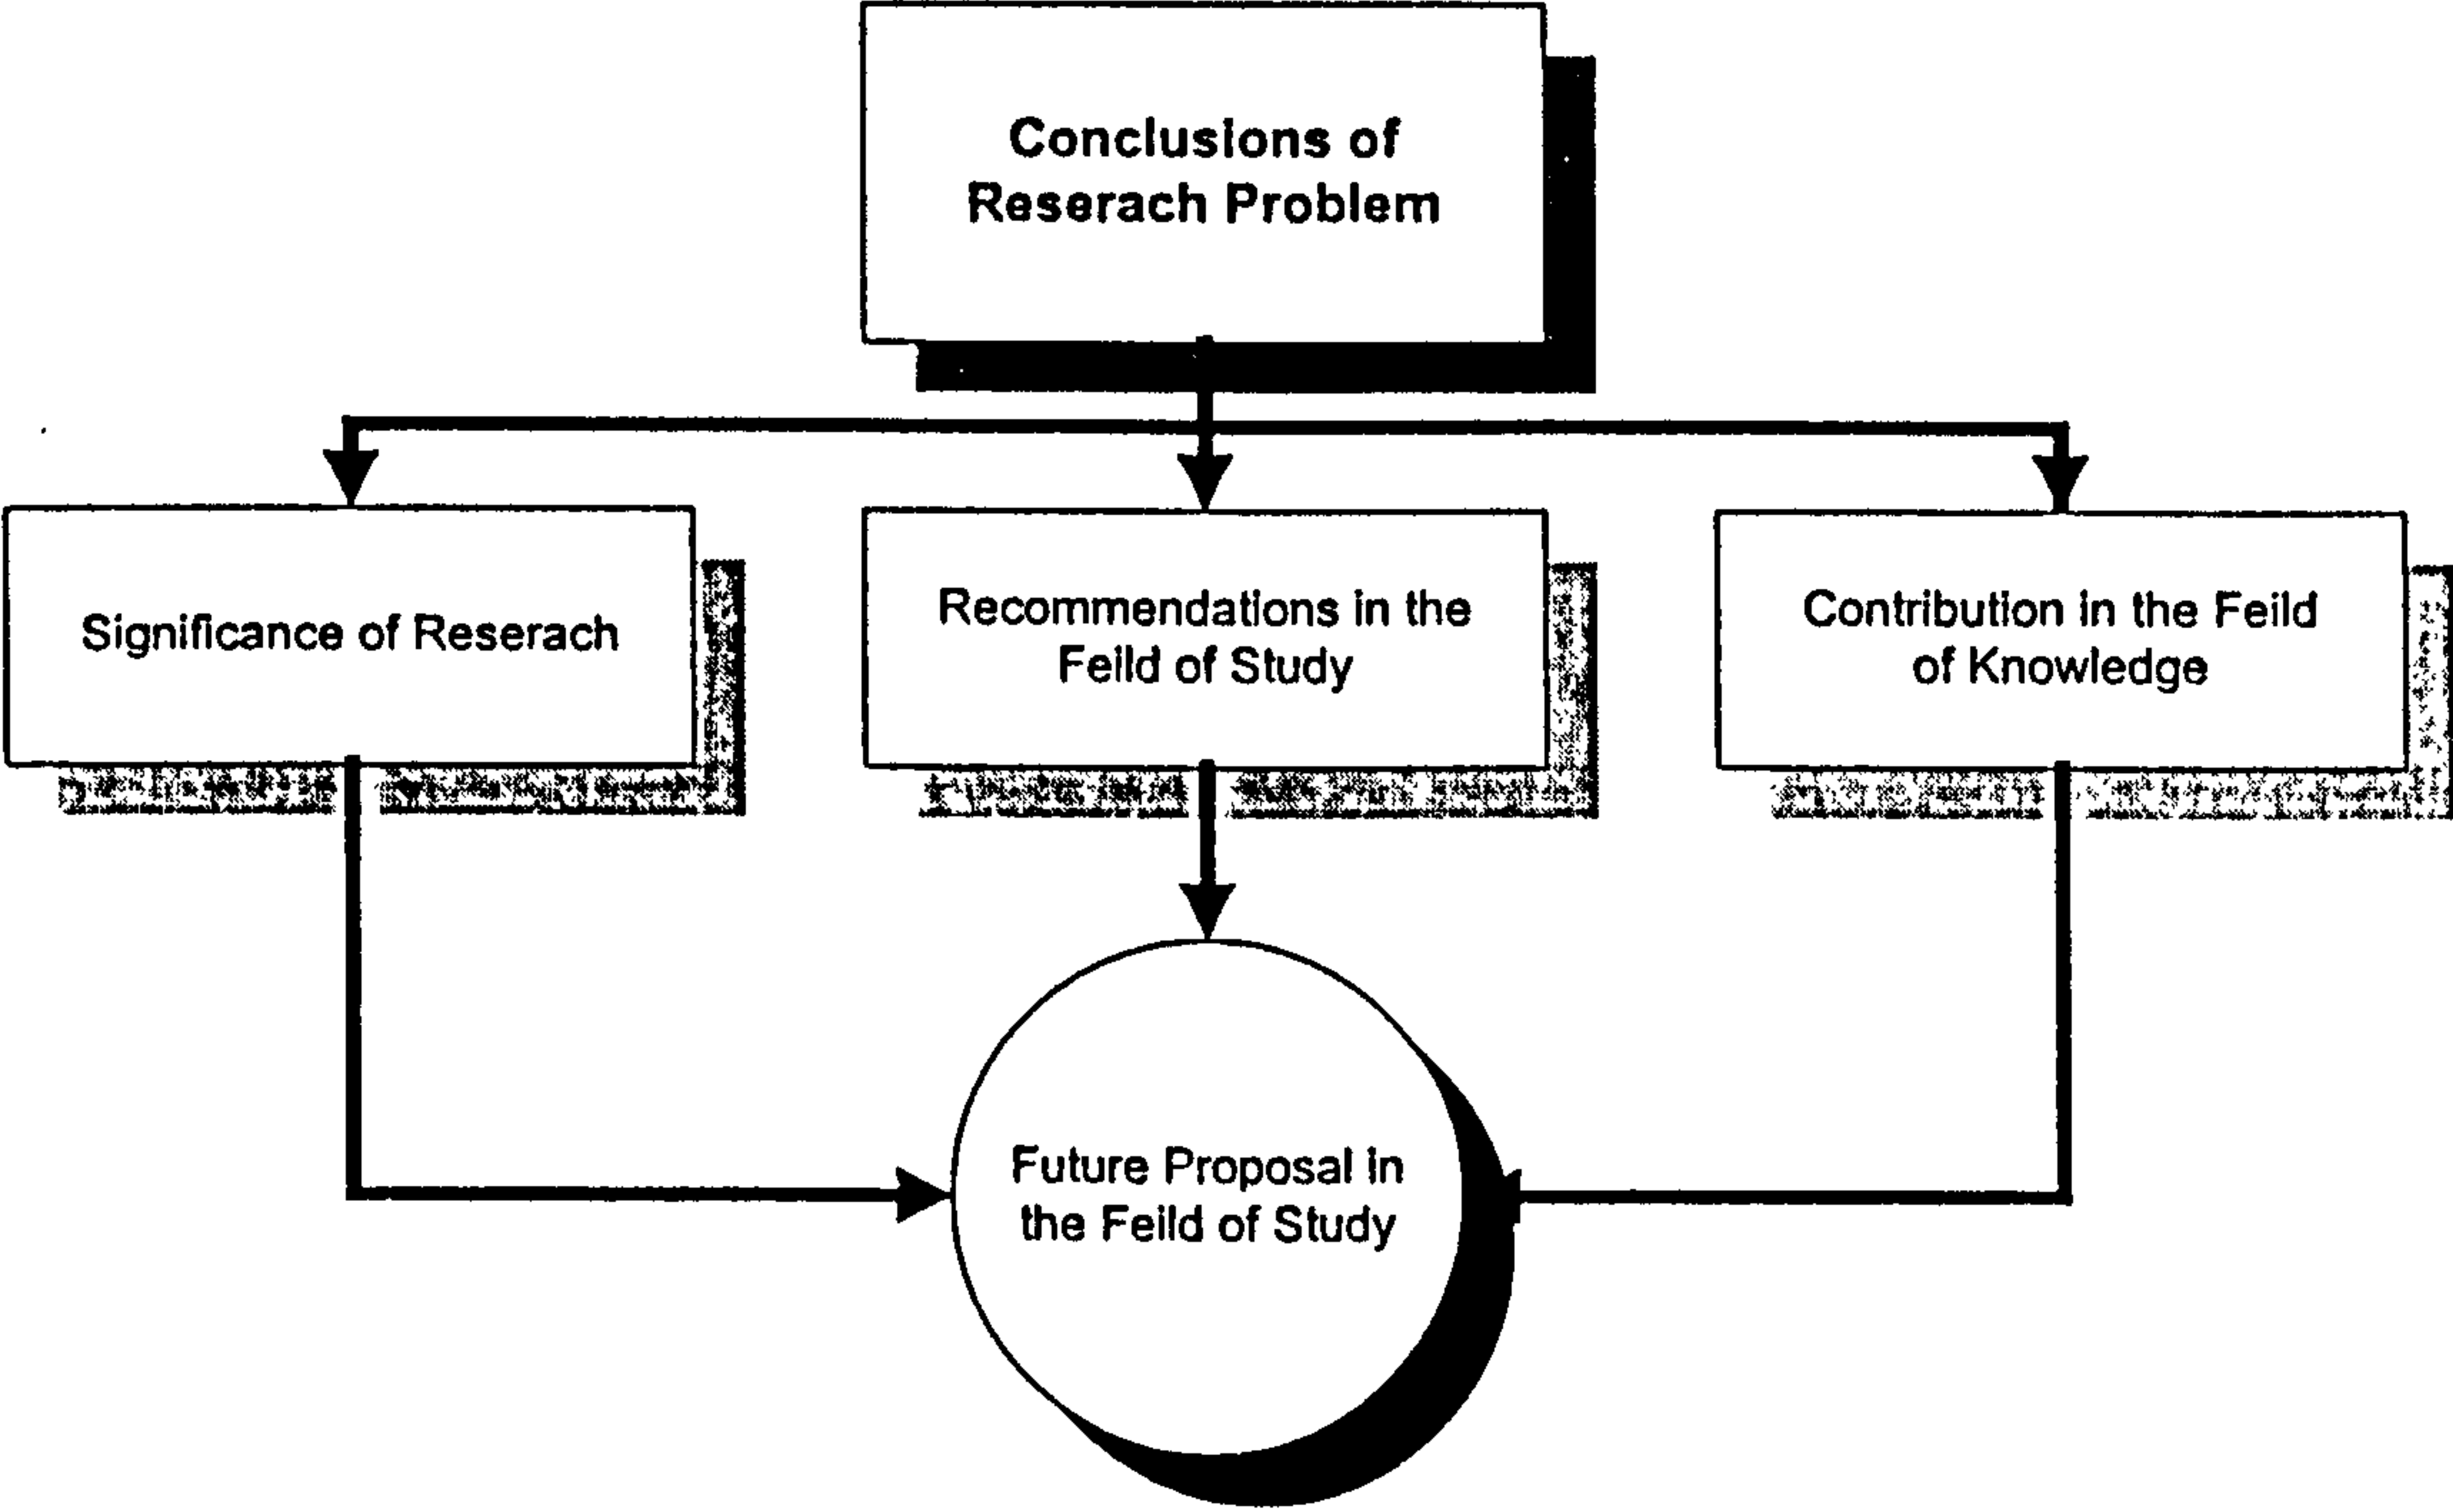 Conclusions of
Reserach Problem
Significance of Reserach
Recommendations in the
Feild of Study
Contribution in the Feild
of Knowledge
Future Proposal in
the Feild of Study